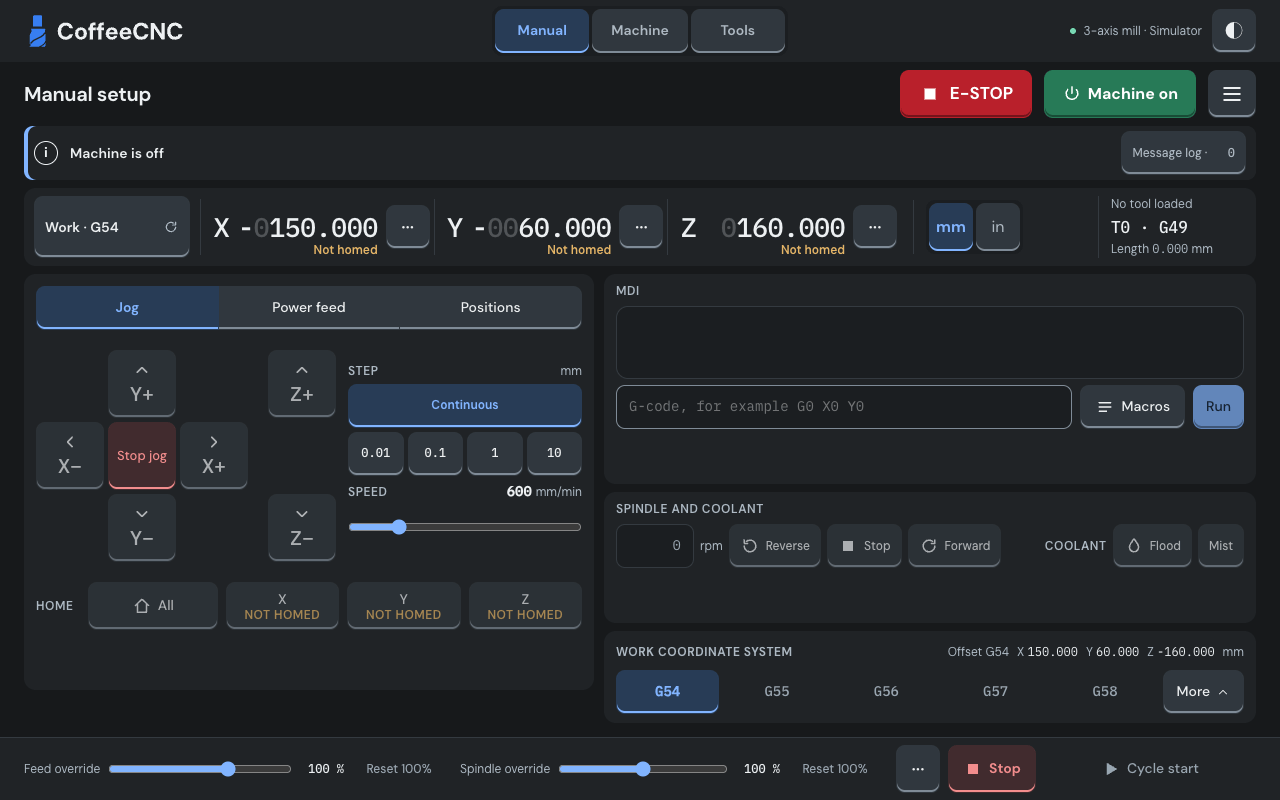 CoffeeCNC
Manual
Machine
Tools
3-axis mill · Simulator
Manual setup
E-STOP
Machine on
i
Machine is off
Message log · 0
Work · G54
X -0150.000
Not homed
...
Y -0060.000
Not homed
...
Z 0160.000
Not homed
...
mm
in
No tool loaded
T0 · G49
Length 0.000 mm
Jog
Power feed
Positions
Y+
Z+
X−
Stop jog
X+
Y−
Z−
STEP mm
Continuous
0.01
0.1
1
10
SPEED 600 mm/min
HOME
All
X
NOT HOMED
Y
NOT HOMED
Z
NOT HOMED
MDI
G-code, for example G0 X0 Y0
Macros
Run
SPINDLE AND COOLANT
0 rpm
Reverse
Stop
Forward
COOLANT
Flood
Mist
WORK COORDINATE SYSTEM
Offset G54 X 150.000 Y 60.000 Z -160.000 mm
G54
G55
G56
G57
G58
More
Feed override
100 %
Reset 100%
Spindle override
100 %
Reset 100%
...
Stop
Cycle start